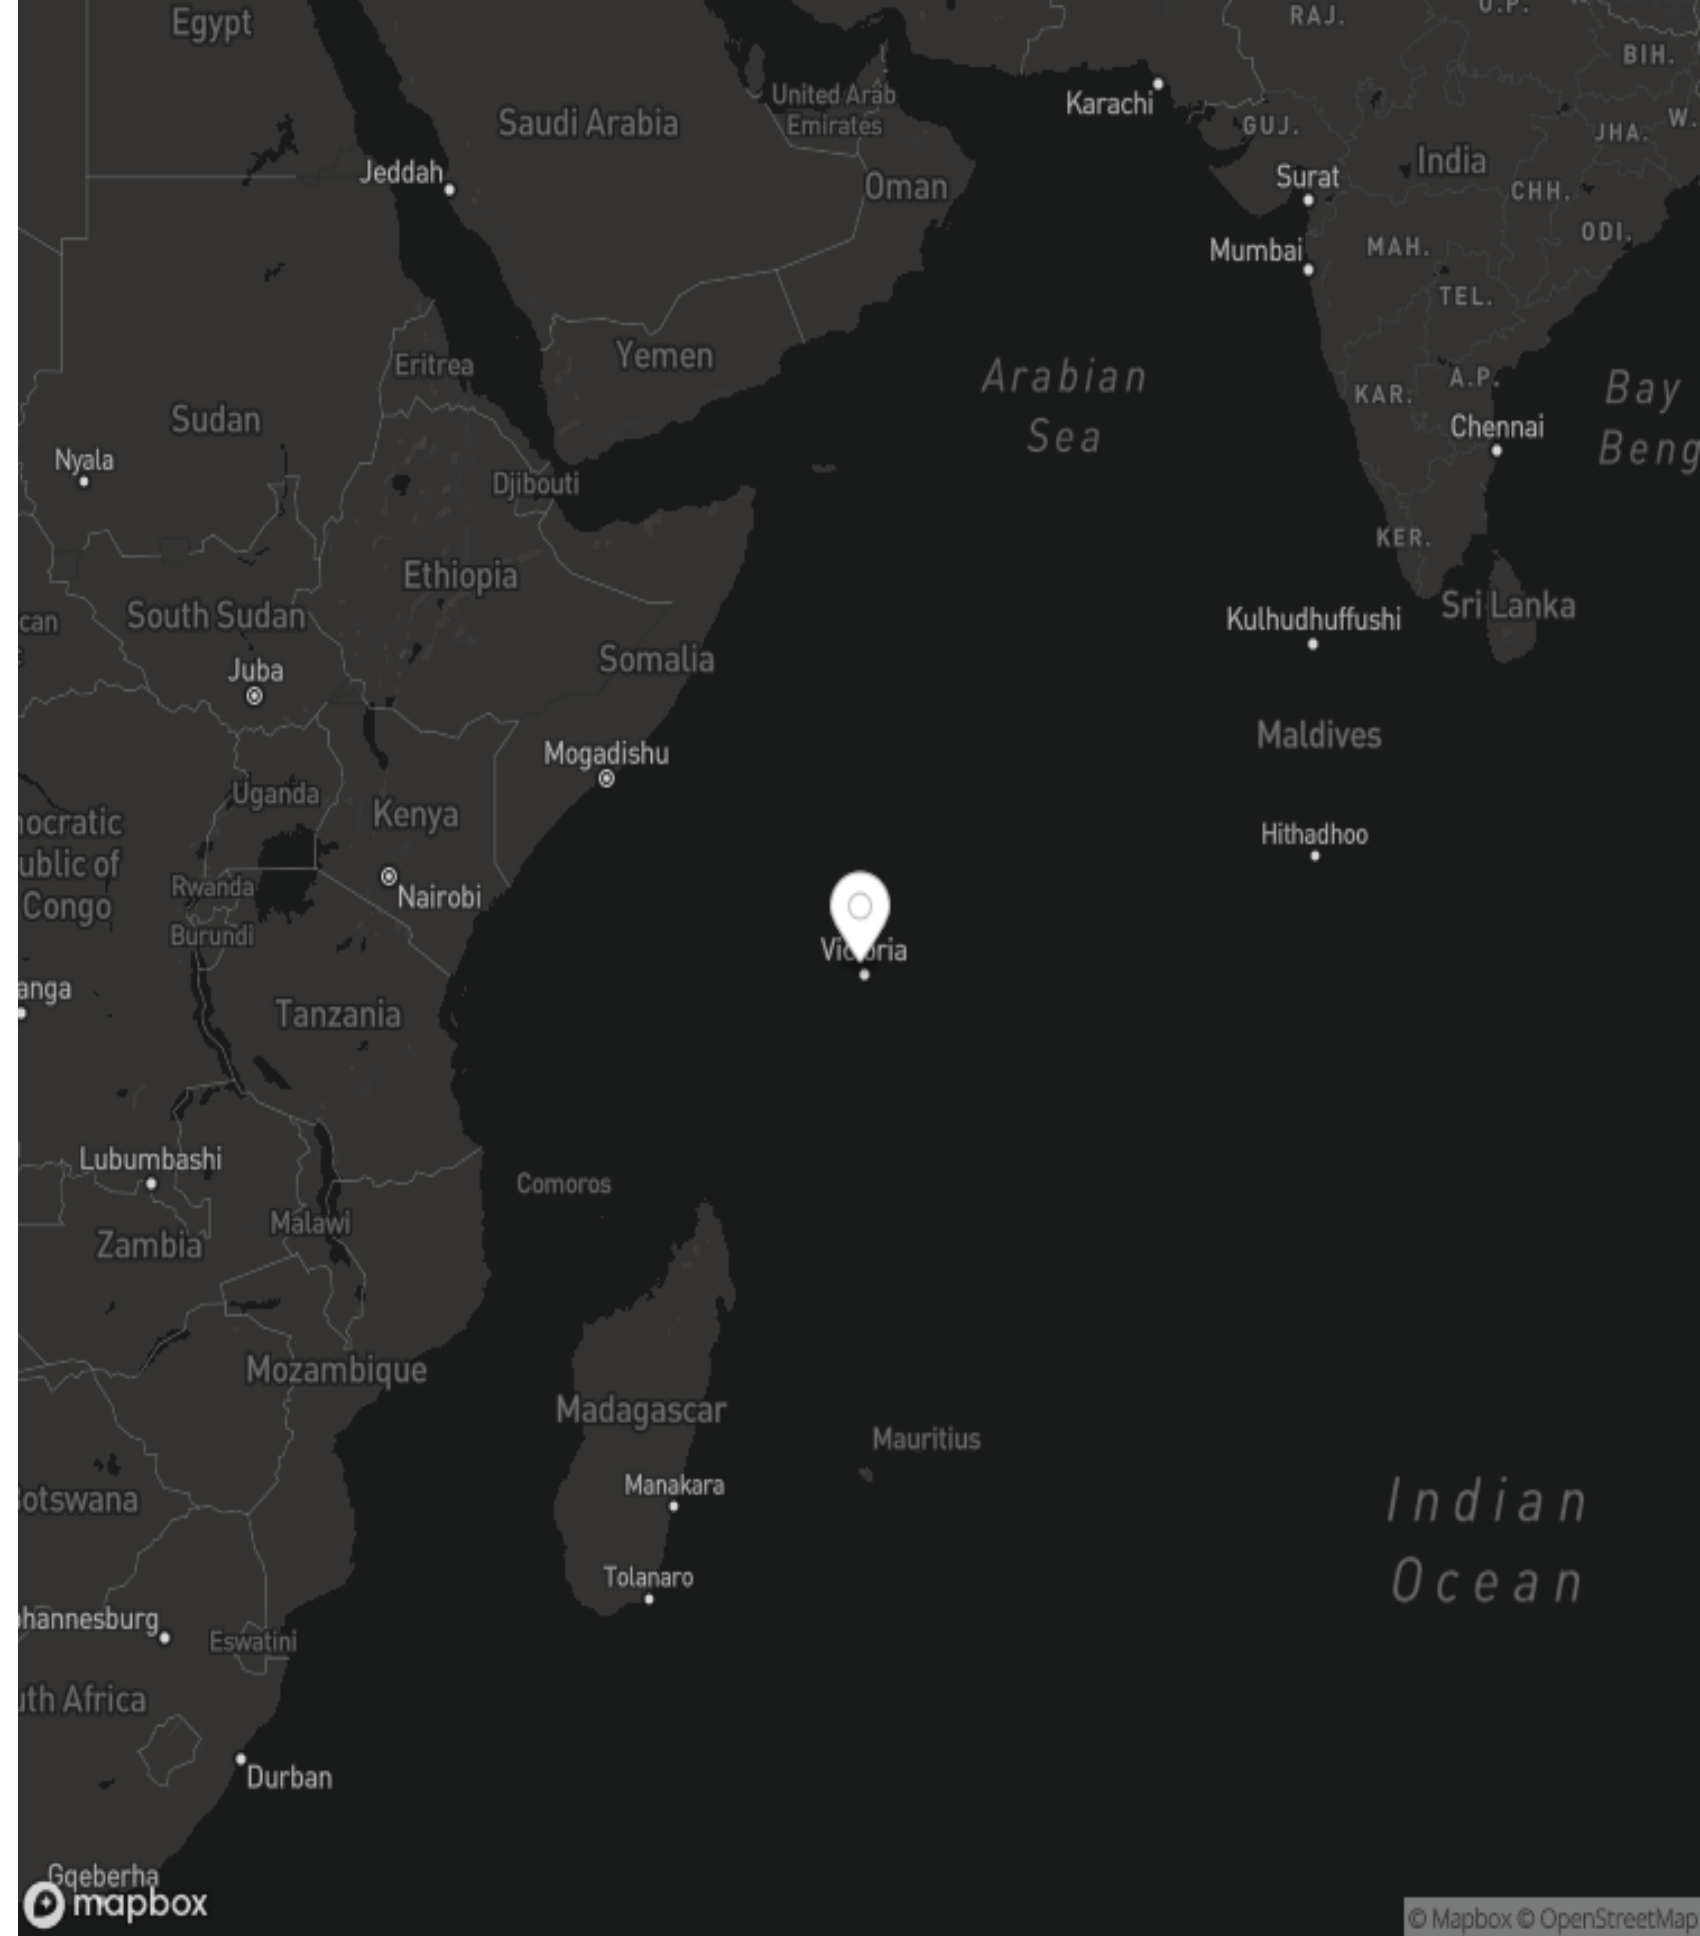 Egypt
RAJ.
U.P.
BIH.
United Arab
Emirates
Karachi
Saudi Arabia
GUJ.
JHA.
W.
Jeddah
Oman
Surat
India
CHH.
Mumbai
MAH.
ODI.
TEL.
Yemen
Eritrea
Arabian
Sea
KAR.
A.P.
Bay
Beng
Sudan
Chennai
Nyala
Djibouti
KER.
Ethiopia
can
South Sudan
Kulhudhuffushi
Sri Lanka
Somalia
Juba
Maldives
Mogadishu
Uganda
Kenya
Hithadhoo
nocratic
ublic of
Congo
Rwanda
Nairobi
Burundi
Victoria
anga
Tanzania
Lubumbashi
Comoros
Malawi
Zambia
Mozambique
Madagascar
Mauritius
Manakara
otswana
Indian
Ocean
Tolanaro
hannesburg
Eswatini
uth Africa
Durban
Gqeberha
mapbox
© Mapbox © OpenStreetMap